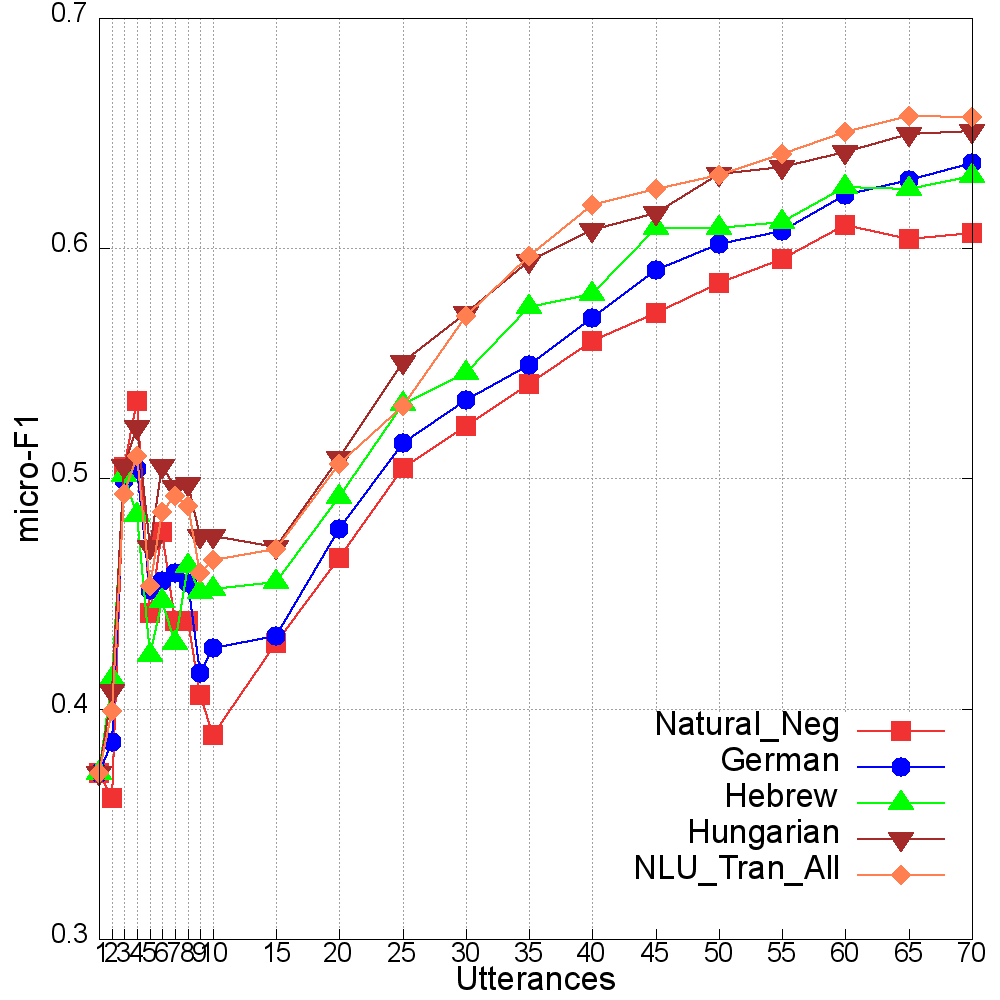 0.7
0.6
0.5
0.4
0.3
micro-F1
Natural_Neg
German
Hebrew
Hungarian
NLU_Tran_All
1 2 3 4 5 6 7 8 9 10 15 20 25 30 35 40 45 50 55 60 65 70
Utterances